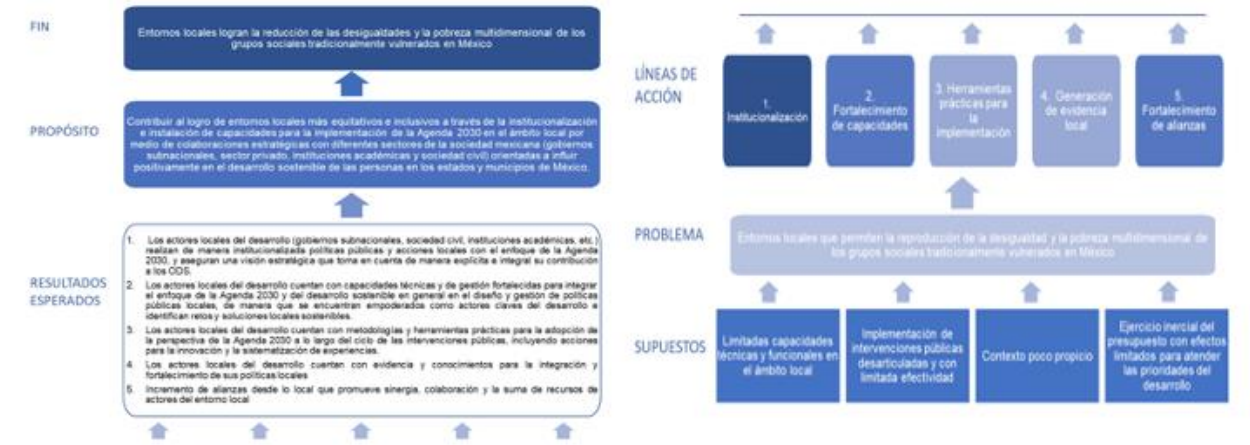 FIN
Entornos locales logran la reducción de las desigualdades y la pobreza multidimensional de los
grupos sociales tradicionalmente vulnerados en México
PROPÓSITO
Contribuir al logro de entornos locales más equitativos e inclusivos a través de la institucionalización
e instalación de capacidades para la implementación de la Agenda 2030 en el ámbito local por
medio de colaboraciones estratégicas con diferentes sectores de la sociedad mexicana (gobiernos
subnacionales, sector privado, instituciones académicas y sociedad civil) orientadas a influir
positivamente en el desarrollo sostenible de las personas en los estados y municipios de México.
RESULTADOS
ESPERADOS
1. Los actores locales del desarrollo (gobiernos subnacionales, sociedad civil, instituciones académicas, etc.)
realizan de manera institucionalizada políticas públicas y acciones locales con el enfoque de la Agenda
2030, y aseguran una visión estratégica que toma en cuenta de manera explícita e integral su contribución
a los ODS.
2. Los actores locales del desarrollo cuentan con capacidades técnicas y de gestión fortalecidas para integrar
el enfoque de la Agenda 2030 y del desarrollo sostenible en general en el diseño y gestión de políticas
públicas locales, de manera que se encuentran empoderados como actores claves del desarrollo e
identifican retos y soluciones locales sostenibles.
3. Los actores locales del desarrollo cuentan con metodologías y herramientas prácticas para la adopción de
la perspectiva de la Agenda 2030 a lo largo del ciclo de las intervenciones públicas, incluyendo acciones
para la innovación y la sistematización de experiencias.
4. Los actores locales del desarrollo cuentan con evidencia y conocimientos para la integración y
fortalecimiento de sus políticas locales
5. Incremento de alianzas desde lo local que promueve sinergia, colaboración y la suma de recursos de
actores del entorno local
LÍNEAS DE
ACCIÓN
1.
Institucionalización
2.
Fortalecimiento
de capacidades
3. Herramientas
prácticas para
la
implementación
4. Generación
de evidencia
local
5.
Fortalecimiento
de alianzas
PROBLEMA
Entornos locales que permiten la reproducción de la desigualdad y la pobreza multidimensional de
los grupos sociales tradicionalmente vulnerados en México
SUPUESTOS
Limitadas capacidades
técnicas y funcionales en
el ámbito local
Implementación de
intervenciones públicas
desarticuladas y con
limitada efectividad
Contexto poco propicio
Ejercicio inercial del
presupuesto con efectos
limitados para atender
las prioridades del
desarrollo